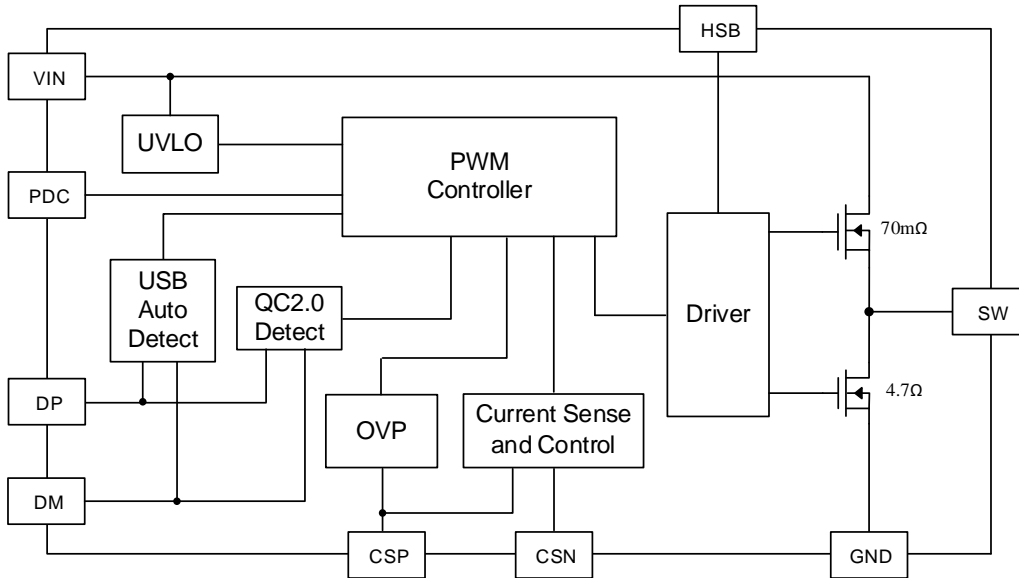 HSB
VIN
UVLO
PWM
Controller
PDC
70mΩ
USB
Auto
Detect
QC2.0
Detect
Driver
SW
DP
OVP
Current Sense
and Control
4.7Ω
DM
CSP
CSN
GND